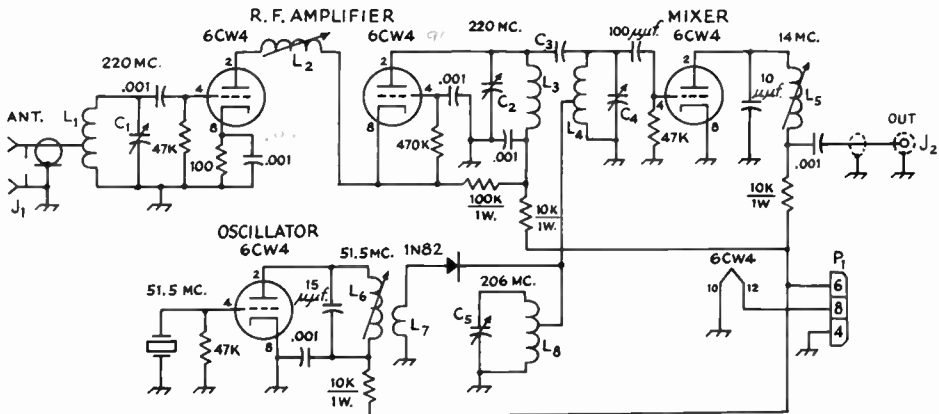 R.F. AMPLIFIER
6CW4
6CW4
MIXER
6CW4
220 MC.
.001
ANT.
L1
C1
J1
47K
2
4
8
100
.001
L2
2
4
8
.001
470K
220 MC.
C2
L3
.001
C3
L4
C4
100 μμf.
100K
1W.
10K
1W.
47K
2
4
8
14 MC.
10
μμf.
L5
.001
OUT
J2
10K
1W
OSCILLATOR
6CW4
51.5 MC.
47K
2
4
8
.001
15
μμf.
51.5 MC.
L6
L7
1N82
10K
1W.
206 MC.
C5
L8
6CW4
10
12
P1
6
8
4